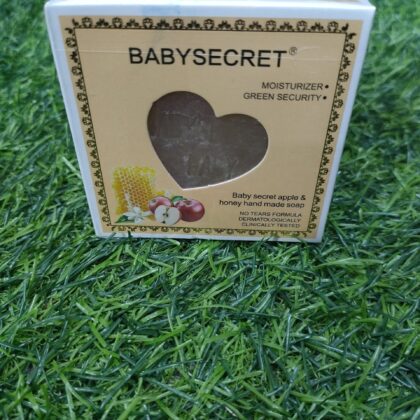 BABYSECRET®
MOISTURIZER•
GREEN SECURITY•
Baby secret apple &
honey hand made soap
NO TEARS FORMULA
DERMATOLOGICALLY
CLINICALLY TESTED